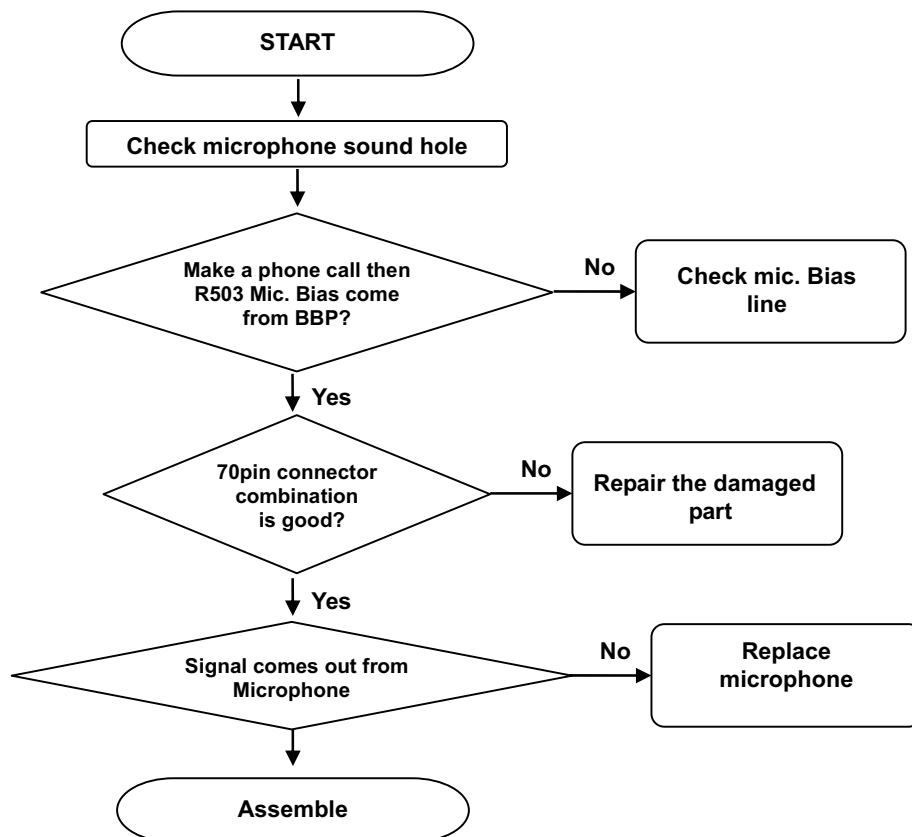 START
Check microphone sound hole
Make a phone call then
R503 Mic. Bias come
from BBP?
No
Check mic. Bias
line
Yes
70pin connector
combination
is good?
No
Repair the damaged
part
Yes
Signal comes out from
Microphone
No
Replace
microphone
Assemble